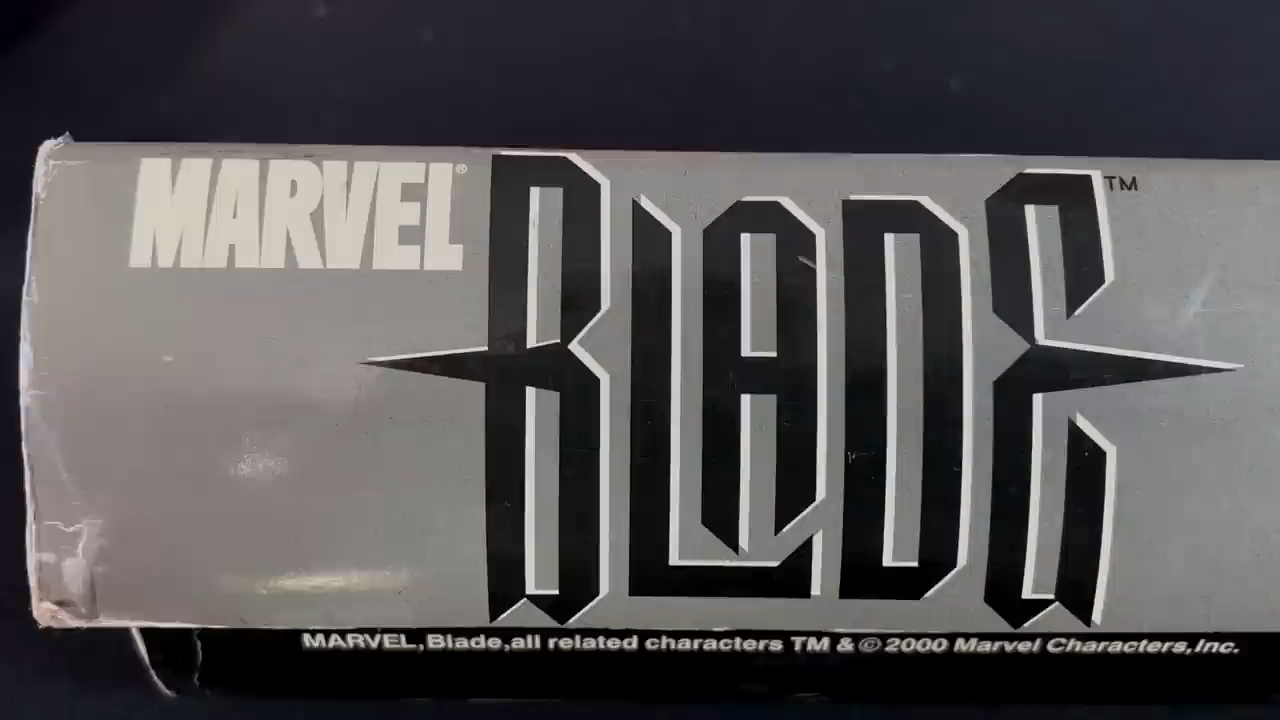 MARVEL®
BLADE™
MARVEL,Blade,all related characters TM & © 2000 Marvel Characters,Inc.